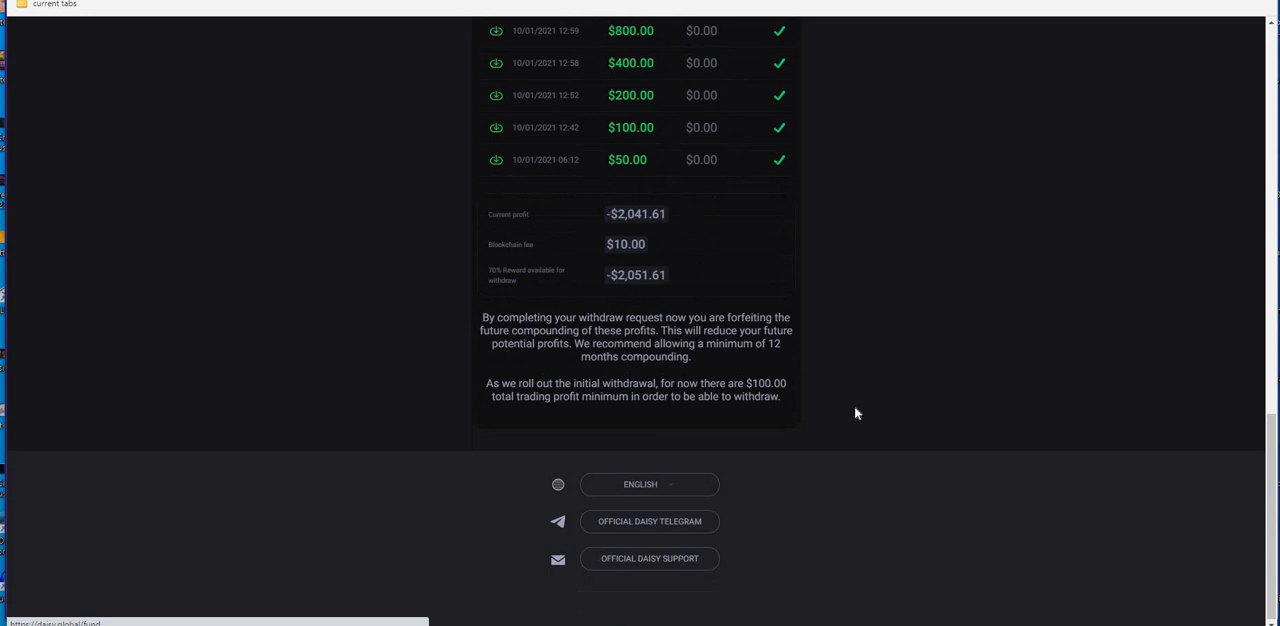 current tabs
10/01/2021 12:59 $800.00 $0.00
10/01/2021 12:58 $400.00 $0.00
10/01/2021 12:52 $200.00 $0.00
10/01/2021 12:42 $100.00 $0.00
10/01/2021 06:12 $50.00 $0.00
Current profit -$2,041.61
Blockchain fee $10.00
70% Reward available for
withdraw -$2,051.61
By completing your withdraw request now you are forfeiting the
future compounding of these profits. This will reduce your future
potential profits. We recommend allowing a minimum of 12
months compounding.
As we roll out the initial withdrawal, for now there are $100.00
total trading profit minimum in order to be able to withdraw.
ENGLISH
OFFICIAL DAISY TELEGRAM
OFFICIAL DAISY SUPPORT
https://daisy.global/fund